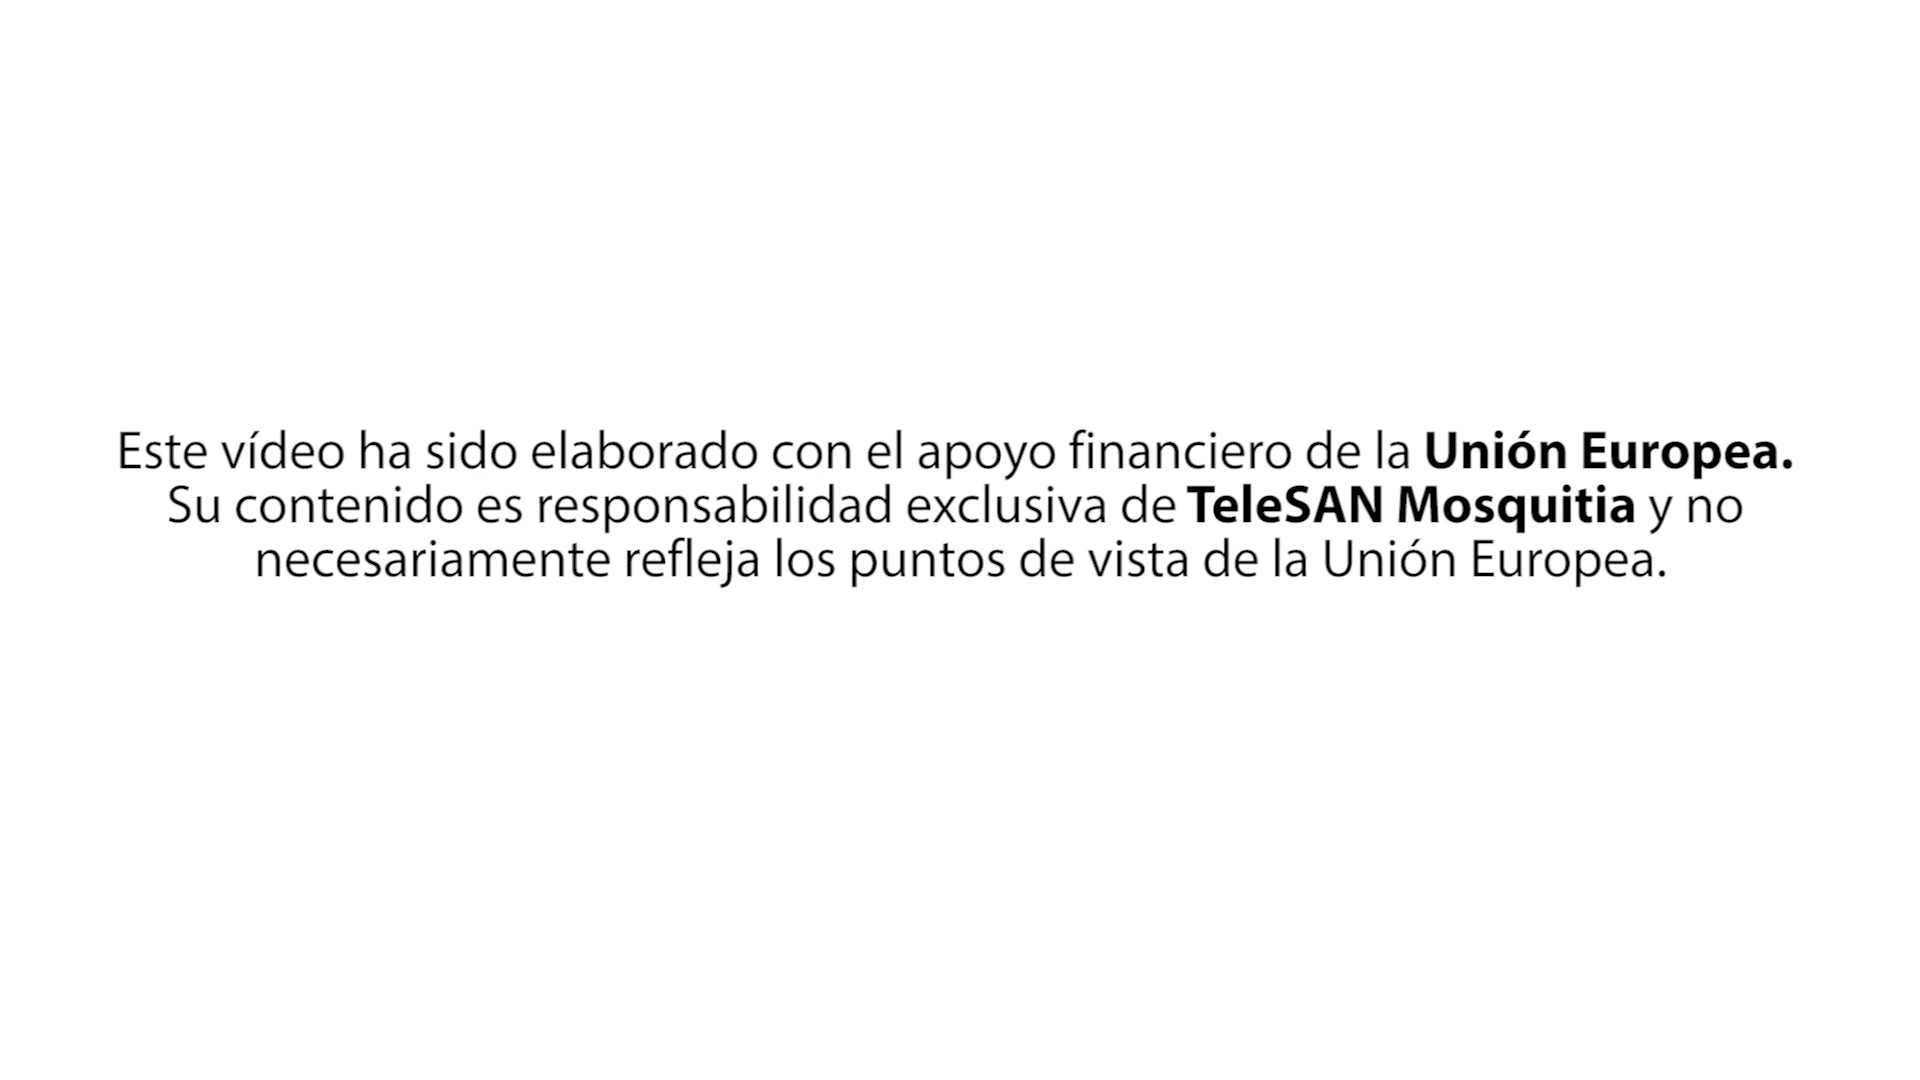 Este vídeo ha sido elaborado con el apoyo financiero de la Unión Europea.
Su contenido es responsabilidad exclusiva de TeleSAN Mosquitia y no
necesariamente refleja los puntos de vista de la Unión Europea.